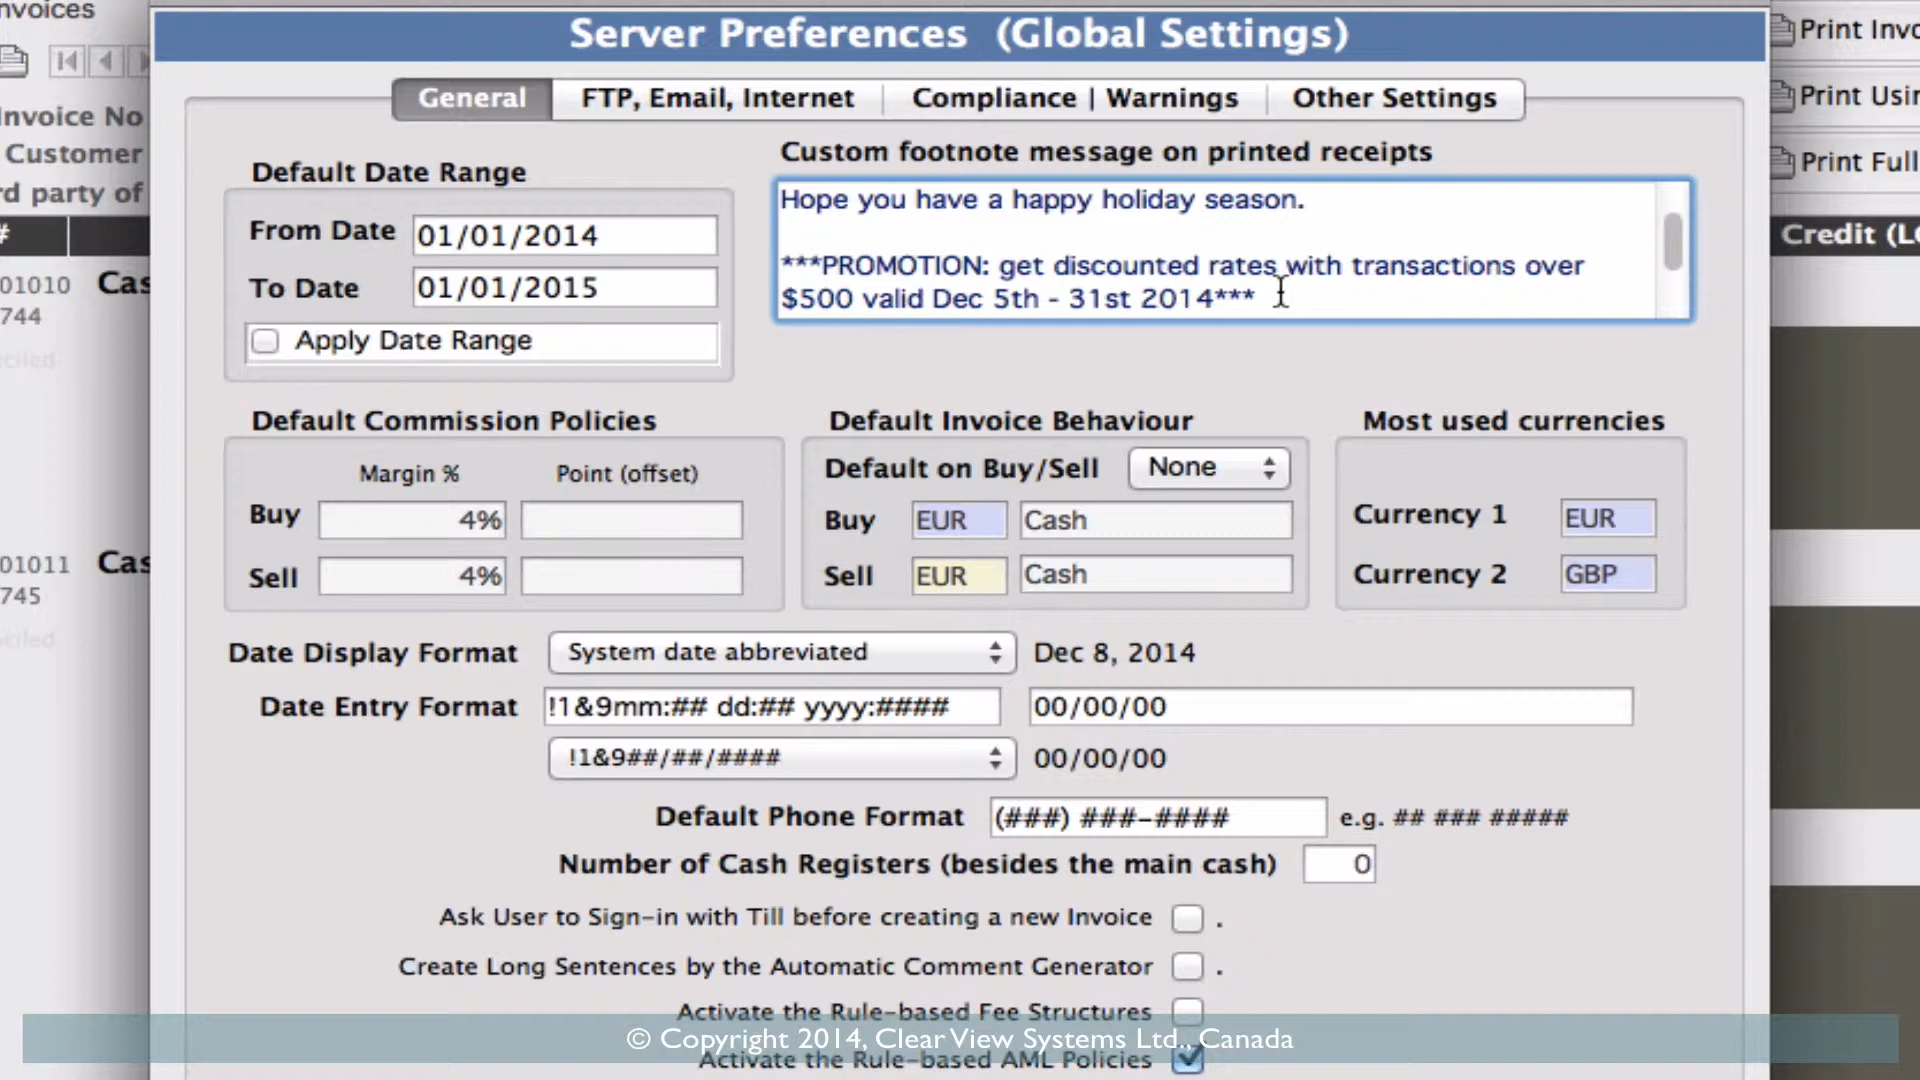 nvoices
Server Preferences (Global Settings)
Print Invo
General
FTP, Email, Internet
Compliance | Warnings
Other Settings
Print Usin
nvoice No
Customer
Default Date Range
Custom footnote message on printed receipts
Print Full
rd party of
From Date
01/01/2014
Hope you have a happy holiday season.
#
Credit (L
To Date
01/01/2015
***PROMOTION: get discounted rates with transactions over
$500 valid Dec 5th - 31st 2014***
01010
Cas
744
Apply Date Range
ciled
Default Commission Policies
Default Invoice Behaviour
Most used currencies
Margin %
Point (offset)
Default on Buy/Sell
None
Buy
4%
Buy
EUR
Cash
Currency 1
EUR
01011
Cas
745
Sell
4%
Sell
EUR
Cash
Currency 2
GBP
ciled
Date Display Format
System date abbreviated
Dec 8, 2014
Date Entry Format
!1&9mm:## dd:## yyyy:####
00/00/00
!1&9##/##/####
00/00/00
Default Phone Format
(###) ###-####
e.g. ## ### #####
Number of Cash Registers (besides the main cash)
0
Ask User to Sign-in with Till before creating a new Invoice
.
Create Long Sentences by the Automatic Comment Generator
.
Activate the Rule-based Fee Structures
© Copyright 2014, Clear View Systems Ltd., Canada
Activate the Rule-based AML Policies